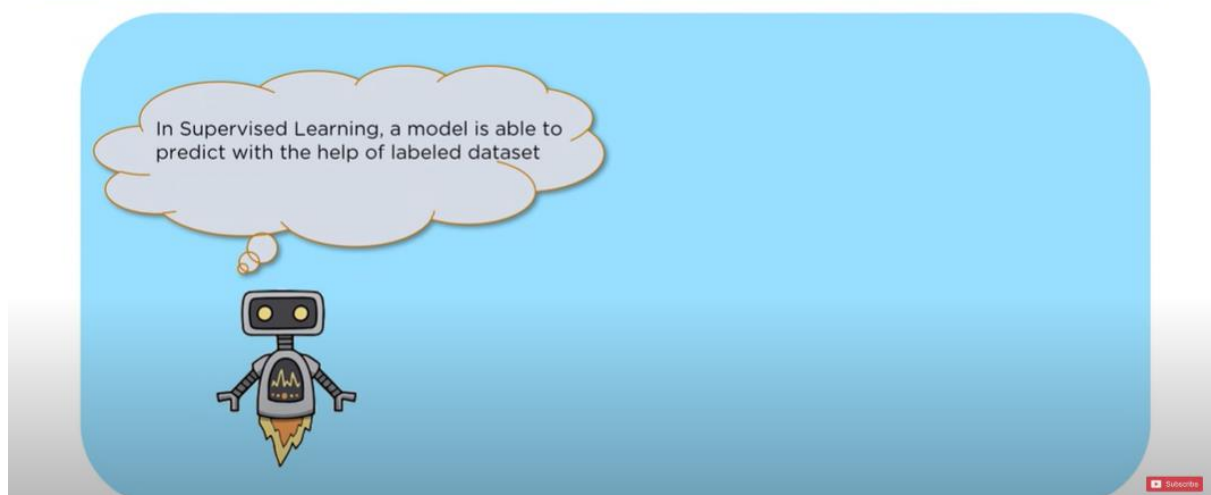 In Supervised Learning, a model is able to
predict with the help of labeled dataset
Subscribe